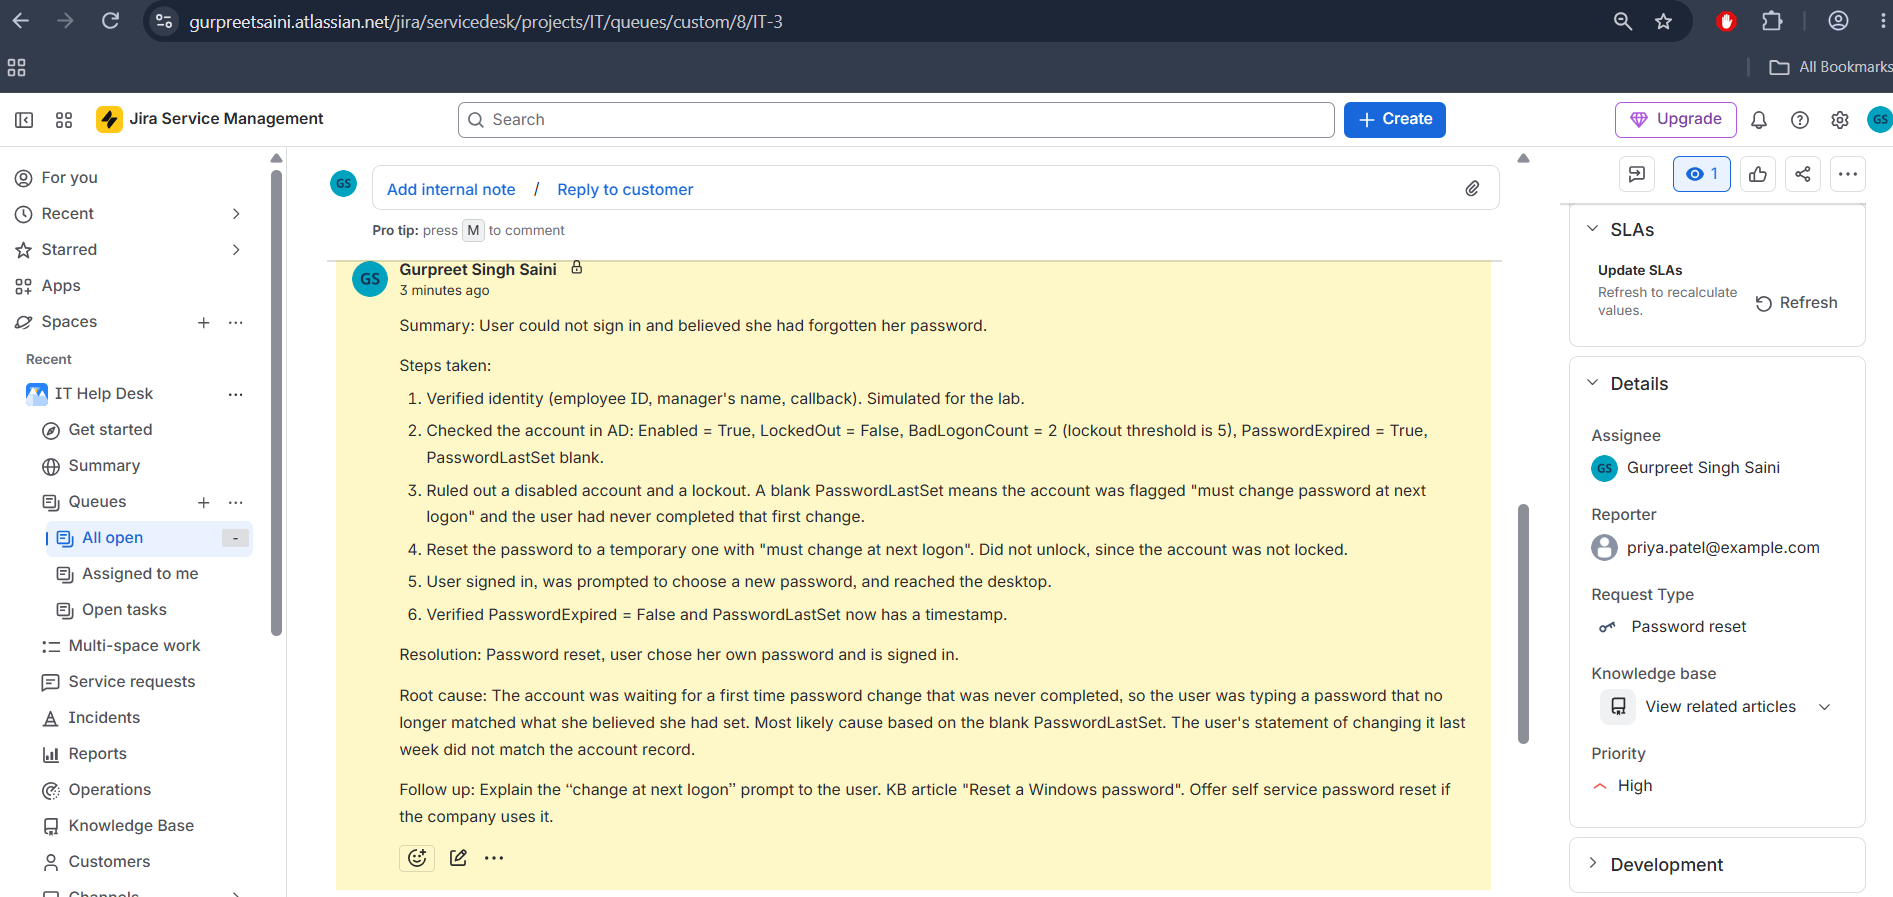 gurpreetsaini.atlassian.net/jira/servicedesk/projects/IT/queues/custom/8/IT-3
All Bookmarks
Jira Service Management
Search
Create
Upgrade
GS
For you
Recent
Starred
Apps
Spaces
Recent
IT Help Desk
Get started
Summary
Queues
All open
-
Assigned to me
Open tasks
Multi-space work
Service requests
Incidents
Reports
Operations
Knowledge Base
Customers
Channels
GS
Add internal note / Reply to customer
Pro tip: press M to comment
GS
Gurpreet Singh Saini
3 minutes ago
Summary: User could not sign in and believed she had forgotten her password.
Steps taken:
1. Verified identity (employee ID, manager's name, callback). Simulated for the lab.
2. Checked the account in AD: Enabled = True, LockedOut = False, BadLogonCount = 2 (lockout threshold is 5), PasswordExpired = True,
PasswordLastSet blank.
3. Ruled out a disabled account and a lockout. A blank PasswordLastSet means the account was flagged "must change password at next
logon" and the user had never completed that first change.
4. Reset the password to a temporary one with "must change at next logon". Did not unlock, since the account was not locked.
5. User signed in, was prompted to choose a new password, and reached the desktop.
6. Verified PasswordExpired = False and PasswordLastSet now has a timestamp.
Resolution: Password reset, user chose her own password and is signed in.
Root cause: The account was waiting for a first time password change that was never completed, so the user was typing a password that no
longer matched what she believed she had set. Most likely cause based on the blank PasswordLastSet. The user's statement of changing it last
week did not match the account record.
Follow up: Explain the “change at next logon” prompt to the user. KB article "Reset a Windows password". Offer self service password reset if
the company uses it.
1
SLAs
Update SLAs
Refresh to recalculate
values.
Refresh
Details
Assignee
GS
Gurpreet Singh Saini
Reporter
priya.patel@example.com
Request Type
Password reset
Knowledge base
View related articles
Priority
High
Development